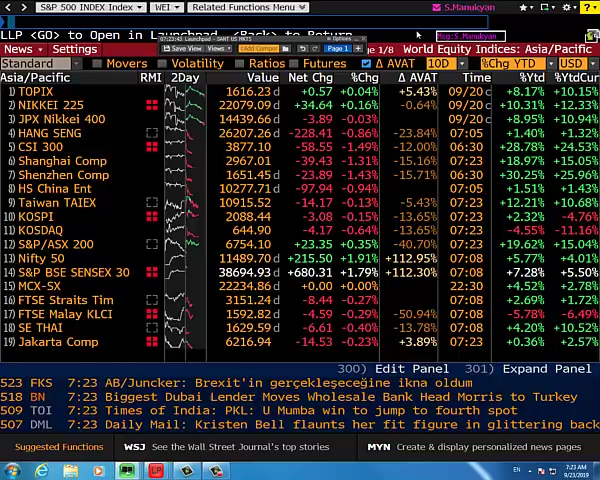 S&P 500 INDEX Index WEI Related Functions Menu S.Manukyan Message ?
LLP <GO> to Open in Launchpad, <Back> to Return
07:23:43 Launchpad - SANT US MKTS Options
Save View Views Add Component Page 1
Msg:S.Manukyan
News Settings 1/8 World Equity Indices: Asia/Pacific
Standard Movers Volatility Ratios Futures Δ AVAT 10D %Chg YTD USD
Asia/Pacific RMI 2Day Value Net Chg %Chg Δ AVAT Time %Ytd %YtdCur
1) TOPIX 1616.23 d +0.57 +0.04% +5.43% 09/20 c +8.17% +10.15%
2) NIKKEI 225 22079.09 d +34.64 +0.16% -0.64% 09/20 c +10.31% +12.33%
3) JPX Nikkei 400 14439.66 d -3.89 -0.03% 09/20 c +8.95% +10.94%
4) HANG SENG 26207.26 d -228.41 -0.86% -23.84% 07:05 +1.40% +1.32%
5) CSI 300 3877.10 -58.55 -1.49% -12.00% 06:30 +28.78% +24.53%
6) Shanghai Comp 2967.01 -39.43 -1.31% -15.16% 07:23 +18.97% +15.05%
7) Shenzhen Comp 1651.45 d -23.89 -1.43% -15.71% 07:23 +30.25% +25.96%
8) HS China Ent 10277.71 d -97.94 -0.94% 07:08 +1.51% +1.43%
9) Taiwan TAIEX 10915.52 -14.17 -0.13% -5.43% 07:23 +12.21% +10.68%
10) KOSPI 2088.44 -3.08 -0.15% -13.65% 07:23 +2.32% -4.76%
11) KOSDAQ 644.90 -4.17 -0.64% -13.65% 07:23 -4.55% -11.16%
12) S&P/ASX 200 6754.10 +23.35 +0.35% -40.70% 07:23 +19.62% +15.04%
13) Nifty 50 11489.70 d +215.50 +1.91% +112.95% 07:08 +5.77% +4.01%
14) S&P BSE SENSEX 30 38694.93 d +680.31 +1.79% +112.30% 07:08 +7.28% +5.50%
15) MCX-SX 22234.86 d +0.00 +0.00% 22:30 +4.52% +2.78%
16) FTSE Straits Tim 3151.24 d -8.44 -0.27% 07:08 +2.69% +1.72%
17) FTSE Malay KLCI 1592.82 d -4.59 -0.29% -50.94% 07:08 -5.78% -6.49%
18) SE THAI 1629.59 d -6.61 -0.40% -13.78% 07:08 +4.20% +10.52%
19) Jakarta Comp 6216.94 -14.53 -0.23% +3.89% 07:23 +0.36% +2.57%
300) Edit Panel 301) Expand Panel
523 FKS 7:23 AB/Juncker: Brexit'in gerçekleşeceğine ikna oldum
518 BN 7:23 Biggest Dubai Lender Moves Wholesale Bank Head Morris to Turkey
509 TOI 7:23 Times of India: PKL: U Mumba win to jump to fourth spot
507 DML 7:23 Daily Mail: Kristen Bell flaunts her fit figure in glittering back
Suggested Functions WSJ See the Wall Street Journal's top stories MYN Create & display personalized news pages
EN 7:23 AM
9/23/2019